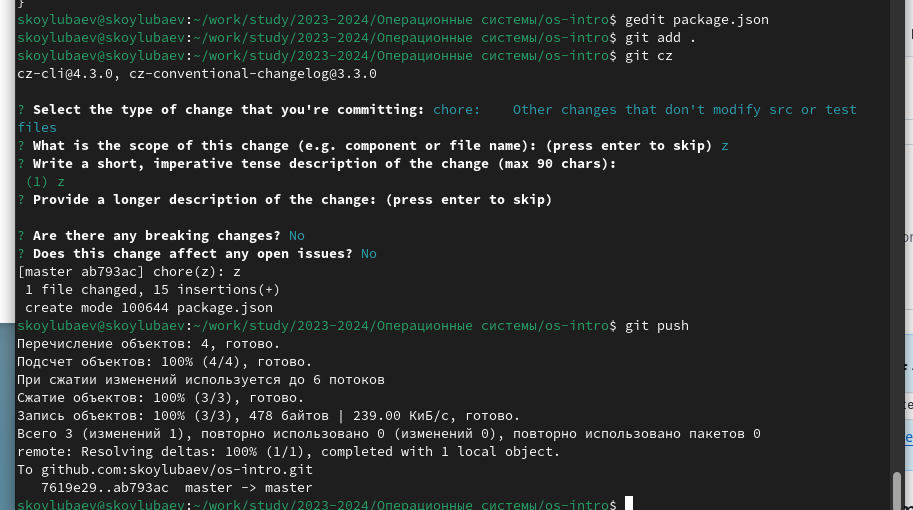 }
skoylubaev@skoylubaev:~/work/study/2023-2024/Операционные системы/os-intro$ gedit package.json
skoylubaev@skoylubaev:~/work/study/2023-2024/Операционные системы/os-intro$ git add .
skoylubaev@skoylubaev:~/work/study/2023-2024/Операционные системы/os-intro$ git cz
cz-cli@4.3.0, cz-conventional-changelog@3.3.0
? Select the type of change that you're committing: chore:    Other changes that don't modify src or test
files
? What is the scope of this change (e.g. component or file name): (press enter to skip) z
? Write a short, imperative tense description of the change (max 90 chars):
(1) z
? Provide a longer description of the change: (press enter to skip)
? Are there any breaking changes? No
? Does this change affect any open issues? No
[master ab793ac] chore(z): z
1 file changed, 15 insertions(+)
create mode 100644 package.json
skoylubaev@skoylubaev:~/work/study/2023-2024/Операционные системы/os-intro$ git push
Перечисление объектов: 4, готово.
Подсчет объектов: 100% (4/4), готово.
При сжатии изменений используется до 6 потоков
Сжатие объектов: 100% (3/3), готово.
Запись объектов: 100% (3/3), 478 байтов | 239.00 КиБ/с, готово.
Всего 3 (изменений 1), повторно использовано 0 (изменений 0), повторно использовано пакетов 0
remote: Resolving deltas: 100% (1/1), completed with 1 local object.
To github.com:skoylubaev/os-intro.git
7619e29..ab793ac  master -> master
skoylubaev@skoylubaev:~/work/study/2023-2024/Операционные системы/os-intro$